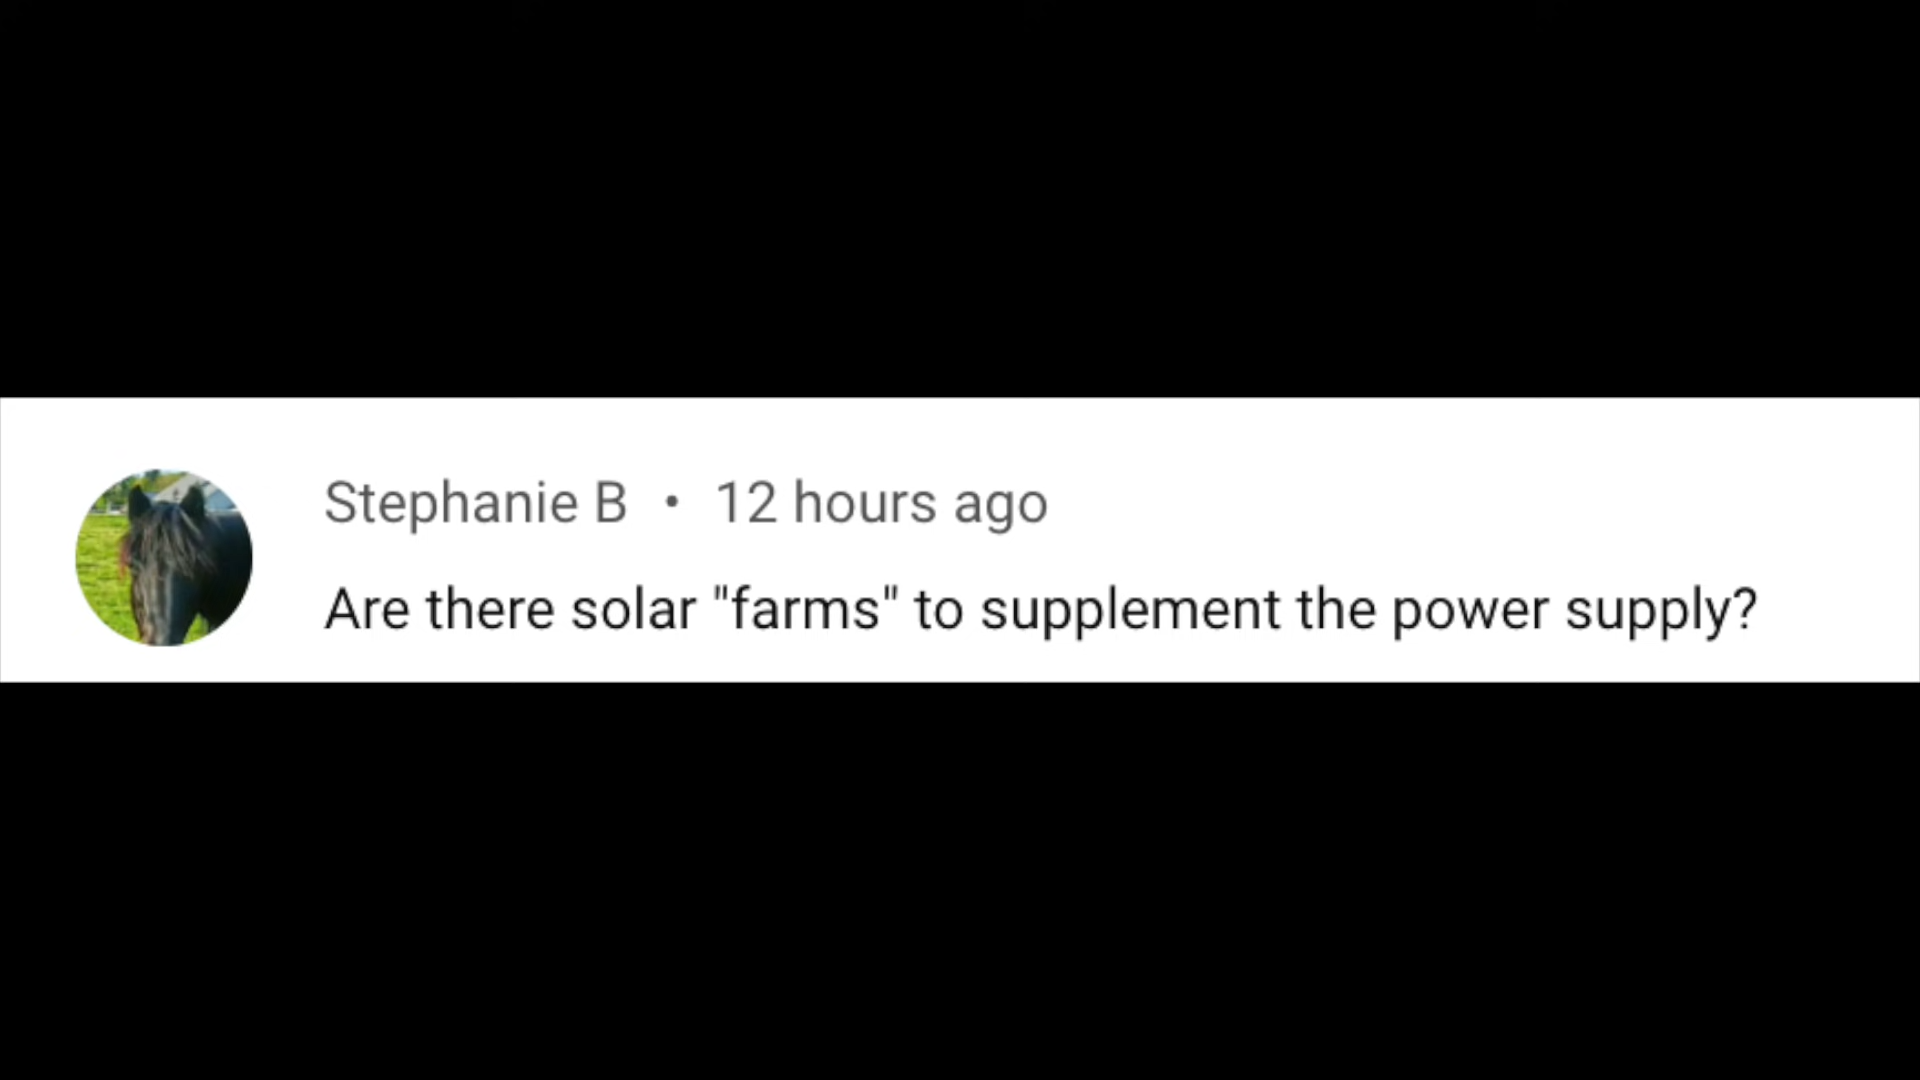 Stephanie B • 12 hours ago
Are there solar "farms" to supplement the power supply?